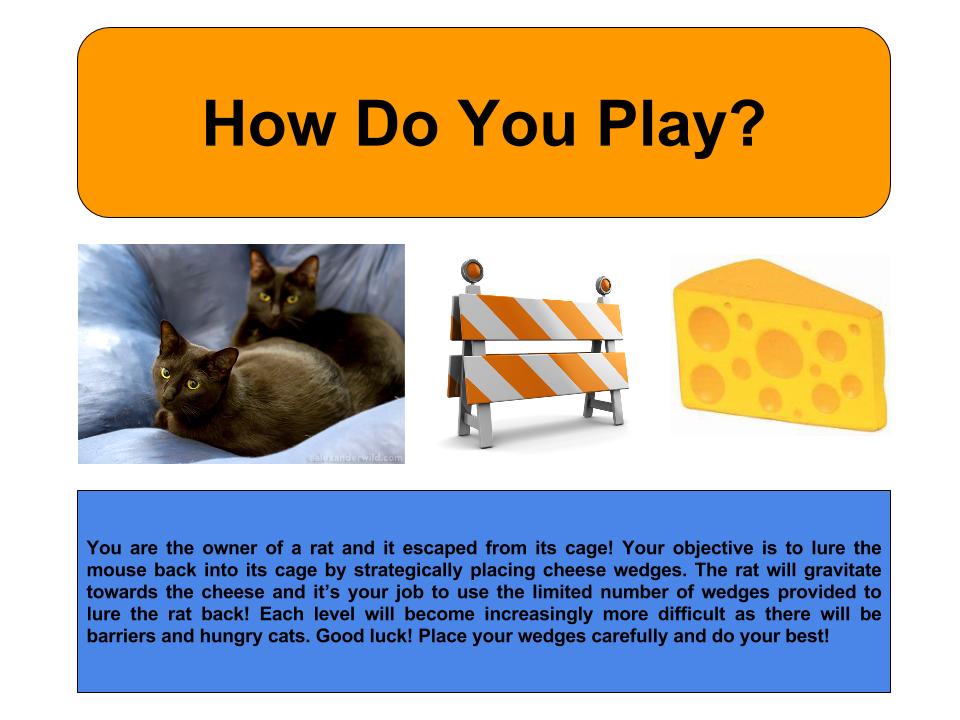 How Do You Play?
©alexanderwild.com
You are the owner of a rat and it escaped from its cage! Your objective is to lure the
mouse back into its cage by strategically placing cheese wedges. The rat will gravitate
towards the cheese and it's your job to use the limited number of wedges provided to
lure the rat back! Each level will become increasingly more difficult as there will be
barriers and hungry cats. Good luck! Place your wedges carefully and do your best!